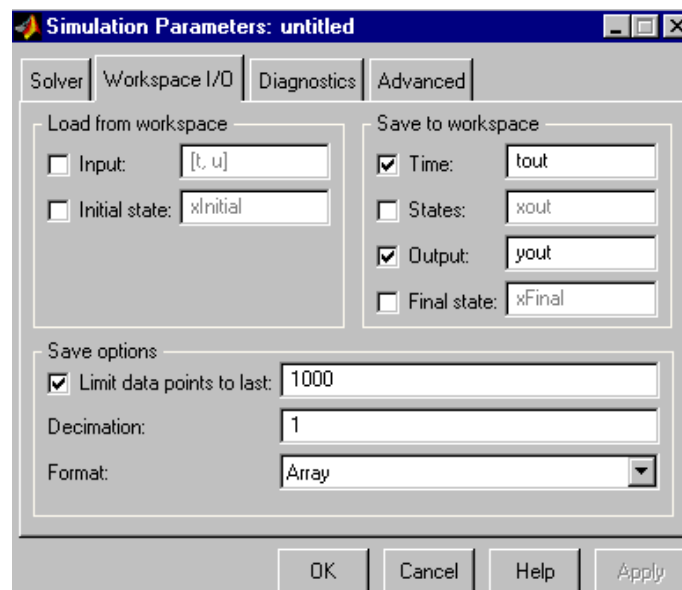 Simulation Parameters: untitled
Solver Workspace I/O Diagnostics Advanced
Load from workspace
Input: [t, u]
Initial state: xInitial
Save to workspace
Time: tout
States: xout
Output: yout
Final state: xFinal
Save options
Limit data points to last: 1000
Decimation: 1
Format: Array
OK Cancel Help Apply